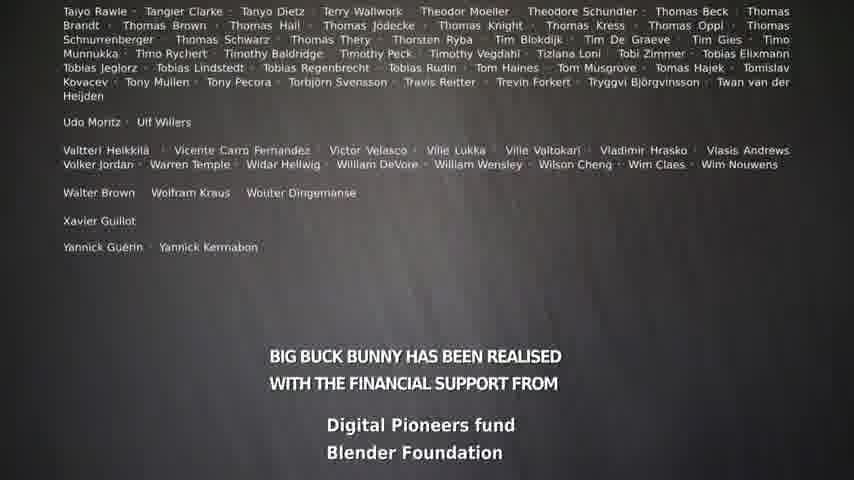 Taiyo Rawle · Tangier Clarke · Tanyo Dietz · Terry Wallwork · Theodor Moeller · Theodore Schundler · Thomas Beck · Thomas
Brandt · Thomas Brown · Thomas Hall · Thomas Jödecke · Thomas Knight · Thomas Kress · Thomas Oppl · Thomas
Schnurrenberger · Thomas Schwarz · Thomas Thery · Thorsten Ryba · Tim Blokdijk · Tim De Graeve · Tim Gies · Timo
Munnukka · Timo Rychert · Timothy Baldridge · Timothy Peck · Timothy Vegdahl · Tiziana Loni · Tobi Zimmer · Tobias Elixmann
Tobias Jeglorz · Tobias Lindstedt · Tobias Regenbrecht · Tobias Rudin · Tom Haines · Tom Musgrove · Tomas Hajek · Tomislav
Kovacev · Tony Mullen · Tony Pecora · Torbjörn Svensson · Travis Reitter · Trevin Forkert · Tryggvi Björgvinsson · Twan van der
Heijden
Udo Moritz · Ulf Willers
Valtteri Heikkilä · Vicente Carro Fernandez · Victor Velasco · Ville Lukka · Ville Valtokari · Vladimir Hrasko · Vlasis Andrews
Volker Jordan · Warren Temple · Widar Hellwig · William DeVore · William Wensley · Wilson Cheng · Wim Claes · Wim Nouwens
Walter Brown · Wolfram Kraus · Wouter Dingemanse
Xavier Guillot
Yannick Guérin · Yannick Kermabon
BIG BUCK BUNNY HAS BEEN REALISED
WITH THE FINANCIAL SUPPORT FROM
Digital Pioneers fund
Blender Foundation